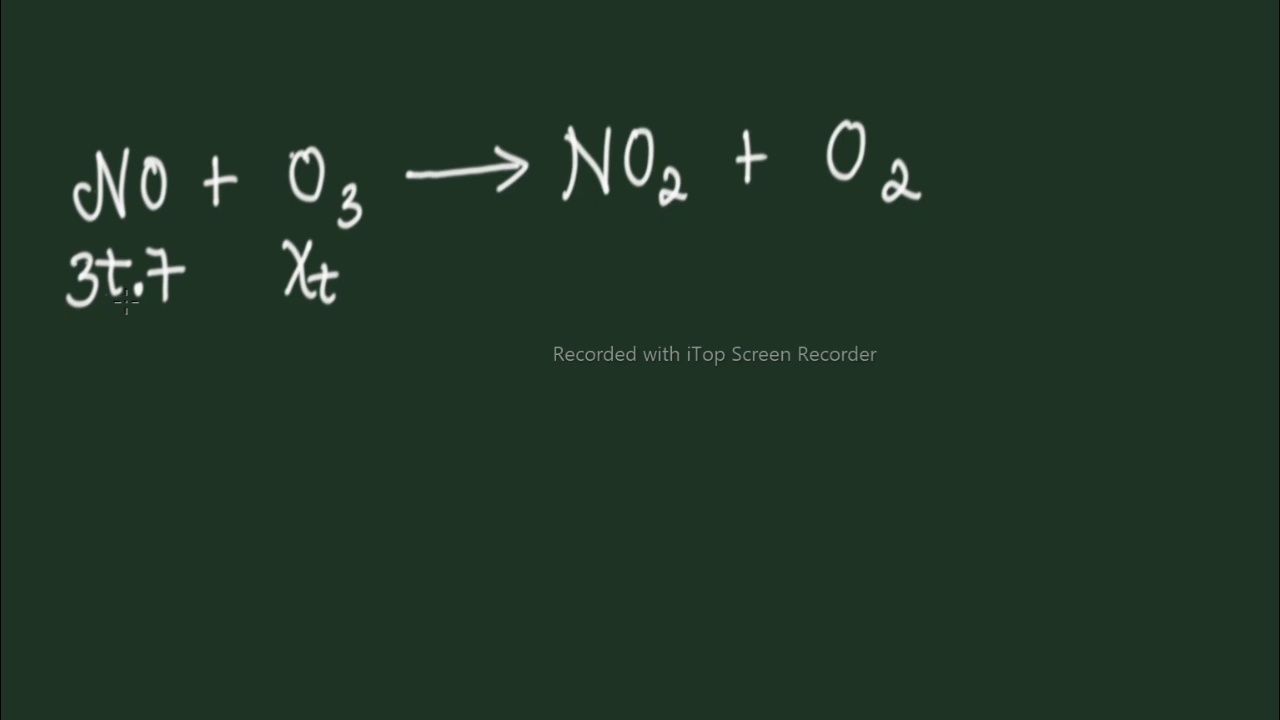 NO + O₃ ⟶ NO₂ + O₂
3t.7 Xt
Recorded with iTop Screen Recorder